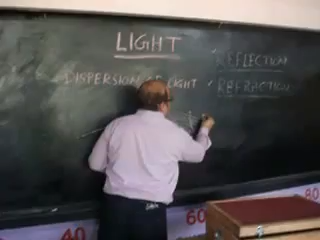 LIGHT
✓ REFLECTION
DISPERSION OF LIGHT
✓ REFRACTION
40
60
80